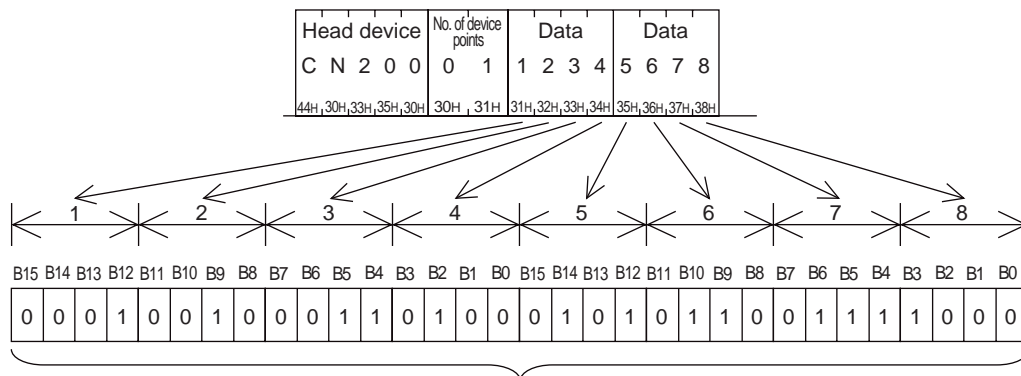 Head device No. of device points Data Data
C N 2 0 0 0 1 1 2 3 4 5 6 7 8
44H 30H 33H 35H 30H 30H 31H 31H 32H 33H 34H 35H 36H 37H 38H
1 2 3 4 5 6 7 8
B15 B14 B13 B12 B11 B10 B9 B8 B7 B6 B5 B4 B3 B2 B1 B0 B15 B14 B13 B12 B11 B10 B9 B8 B7 B6 B5 B4 B3 B2 B1 B0
0 0 0 1 0 0 1 0 0 0 1 1 0 1 0 0 0 1 0 1 0 1 1 0 0 1 1 1 1 0 0 0